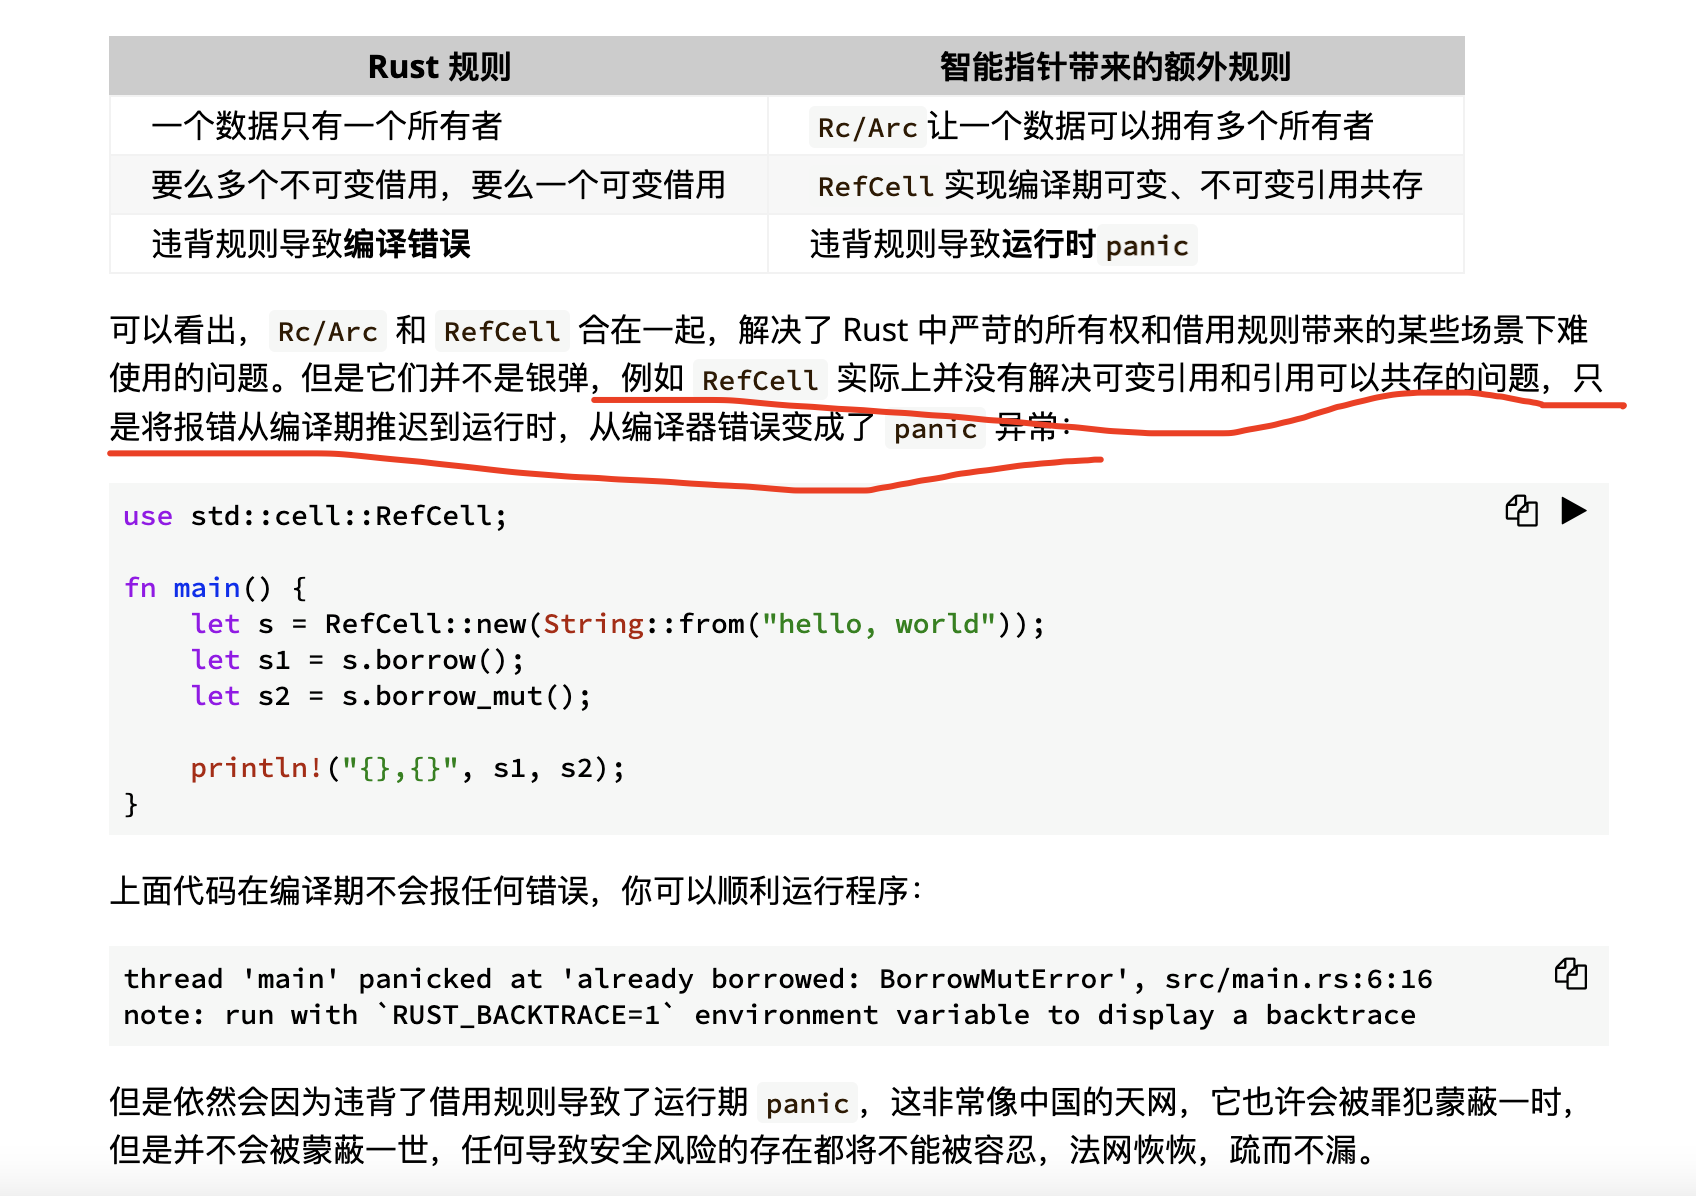 Rust 规则 智能指针带来的额外规则
一个数据只有一个所有者 Rc/Arc让一个数据可以拥有多个所有者
要么多个不可变借用，要么一个可变借用 RefCell 实现编译期可变、不可变引用共存
违背规则导致编译错误 违背规则导致运行时panic
可以看出，Rc/Arc 和 RefCell 合在一起，解决了 Rust 中严苛的所有权和借用规则带来的某些场景下难
使用的问题。但是它们并不是银弹，例如 RefCell 实际上并没有解决可变引用和引用可以共存的问题，只
是将报错从编译期推迟到运行时，从编译器错误变成了 panic 异常：
use std::cell::RefCell;
fn main() {
    let s = RefCell::new(String::from("hello, world"));
    let s1 = s.borrow();
    let s2 = s.borrow_mut();
    println!("{},{}", s1, s2);
}
上面代码在编译期不会报任何错误，你可以顺利运行程序：
thread 'main' panicked at 'already borrowed: BorrowMutError', src/main.rs:6:16
note: run with `RUST_BACKTRACE=1` environment variable to display a backtrace
但是依然会因为违背了借用规则导致了运行期 panic，这非常像中国的天网，它也许会被罪犯蒙蔽一时，
但是并不会被蒙蔽一世，任何导致安全风险的存在都将不能被容忍，法网恢恢，疏而不漏。